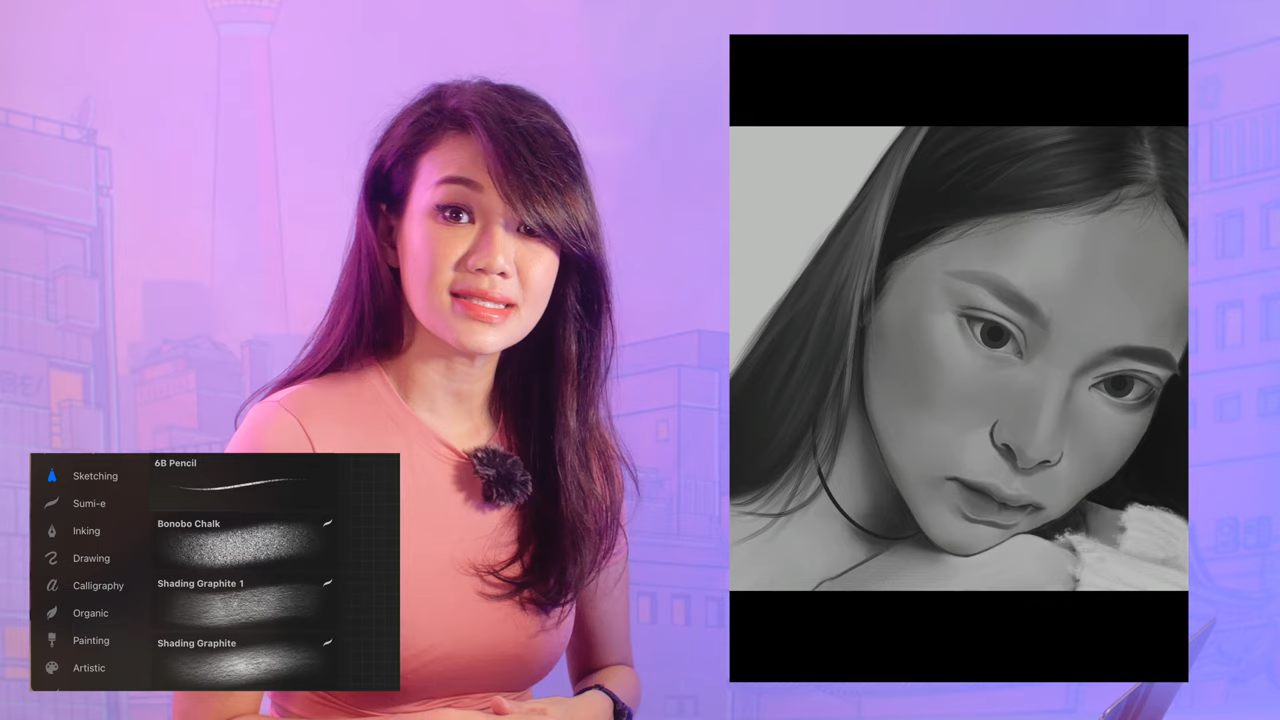 Sketching
Sumi-e
Inking
Drawing
Calligraphy
Organic
Painting
Artistic
6B Pencil
Bonobo Chalk
Shading Graphite 1
Shading Graphite